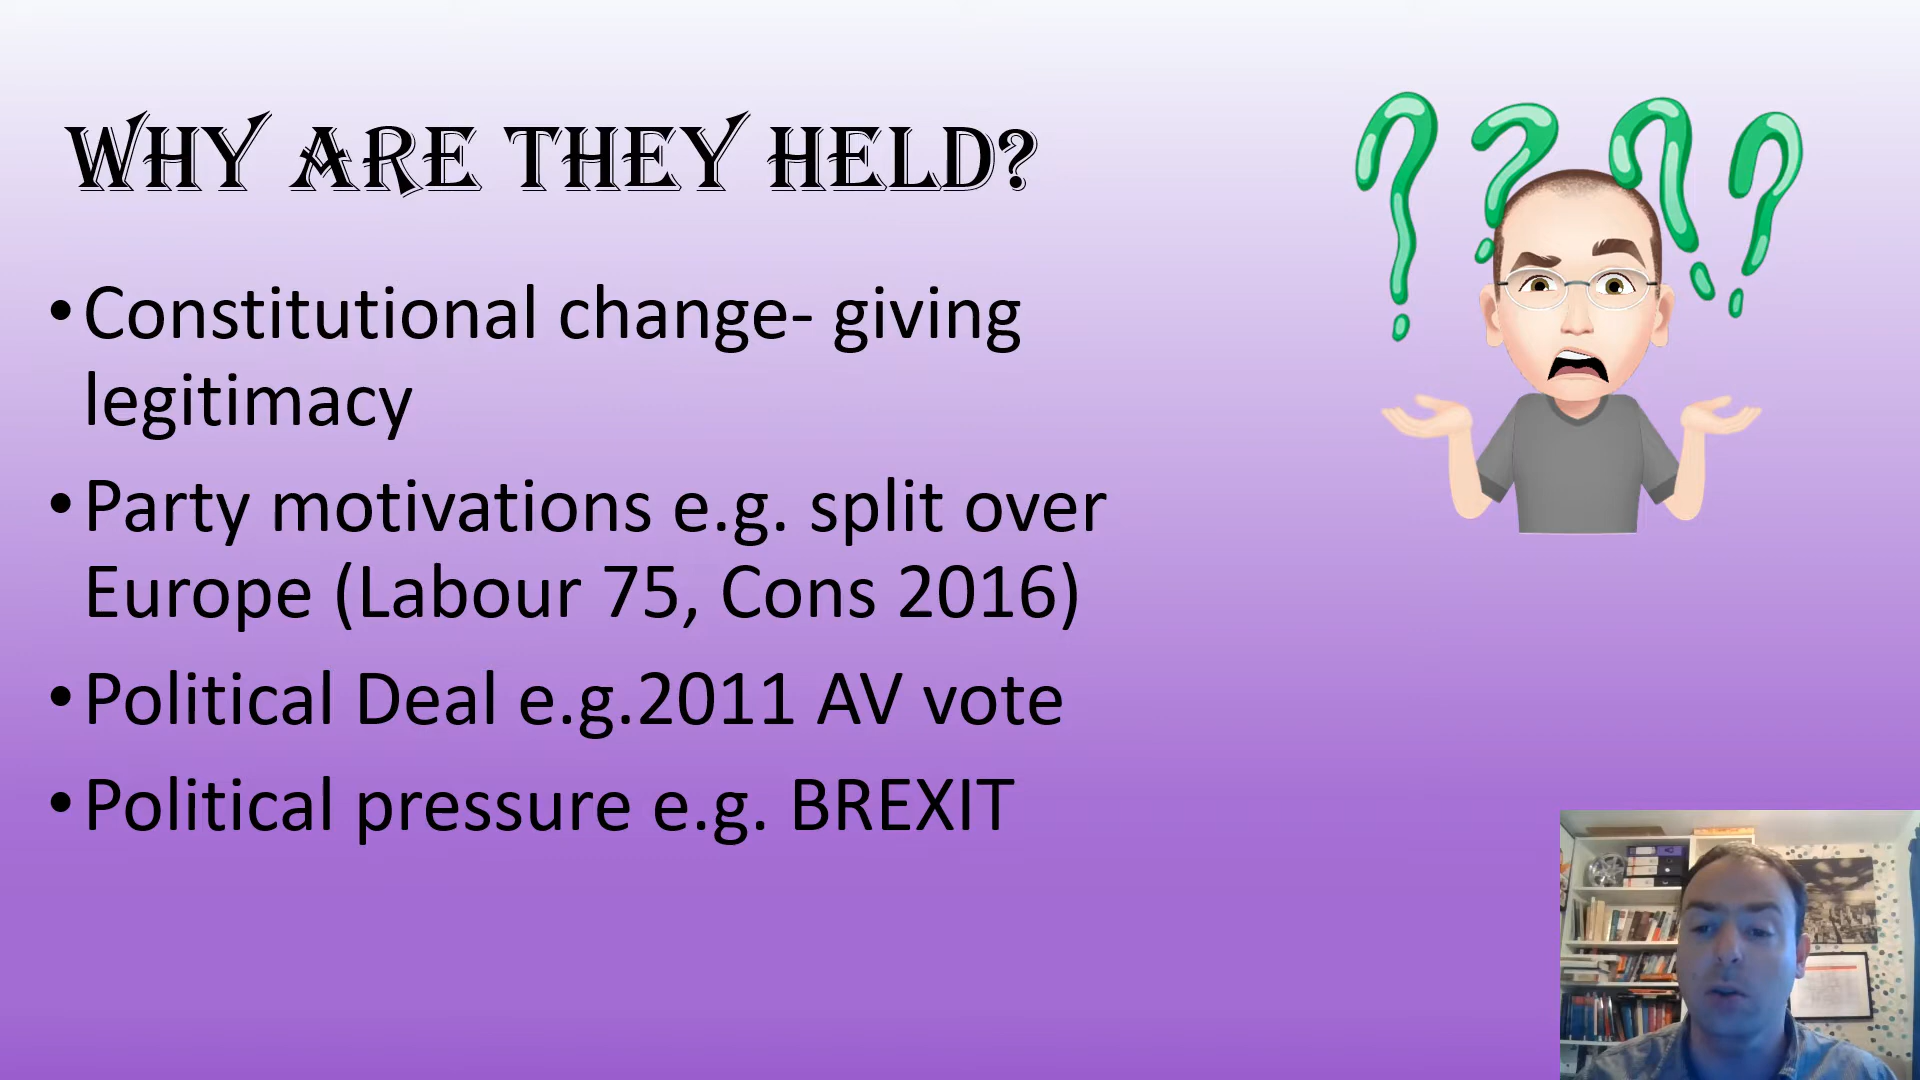 WHY ARE THEY HELD?
• Constitutional change- giving
legitimacy
• Party motivations e.g. split over
Europe (Labour 75, Cons 2016)
• Political Deal e.g.2011 AV vote
• Political pressure e.g. BREXIT
????